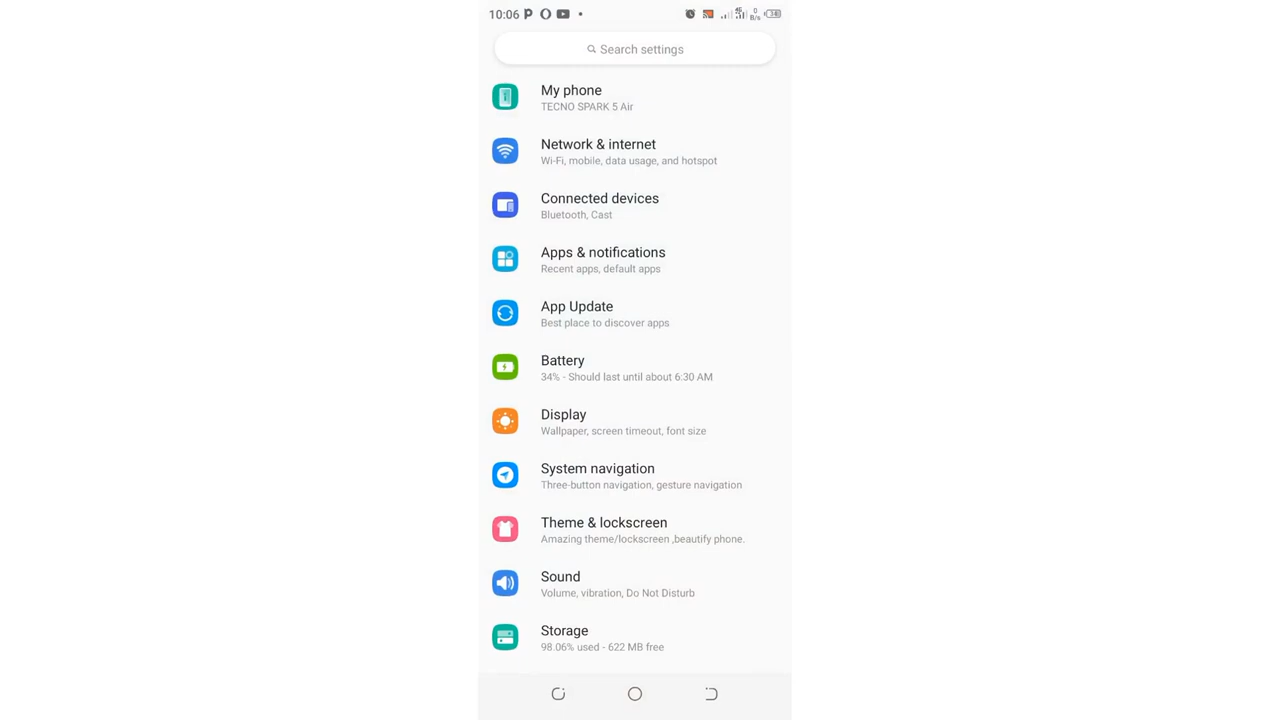 10:06
4G
0 B/s
Search settings
My phone
TECNO SPARK 5 Air
Network & internet
Wi-Fi, mobile, data usage, and hotspot
Connected devices
Bluetooth, Cast
Apps & notifications
Recent apps, default apps
App Update
Best place to discover apps
Battery
34% - Should last until about 6:30 AM
Display
Wallpaper, screen timeout, font size
System navigation
Three-button navigation, gesture navigation
Theme & lockscreen
Amazing theme/lockscreen ,beautify phone.
Sound
Volume, vibration, Do Not Disturb
Storage
98.06% used - 622 MB free